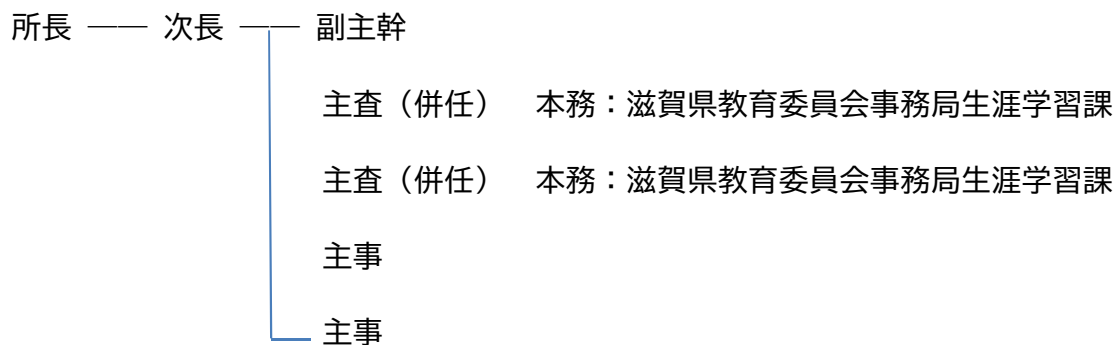 所長 —— 次長 —— 副主幹
主査（併任）　本務：滋賀県教育委員会事務局生涯学習課
主査（併任）　本務：滋賀県教育委員会事務局生涯学習課
主事
主事